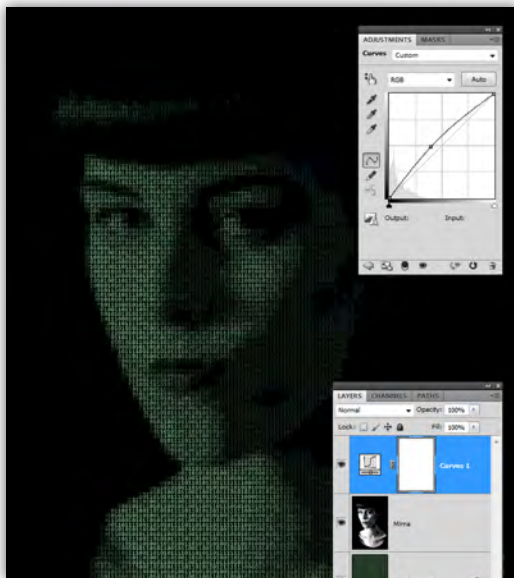 ADJUSTMENTS MASKS
Curves Custom
RGB Auto
Output: Input:
LAYERS CHANNELS PATHS
Normal Opacity: 100%
Lock: Fill: 100%
Curves 1
Mirna